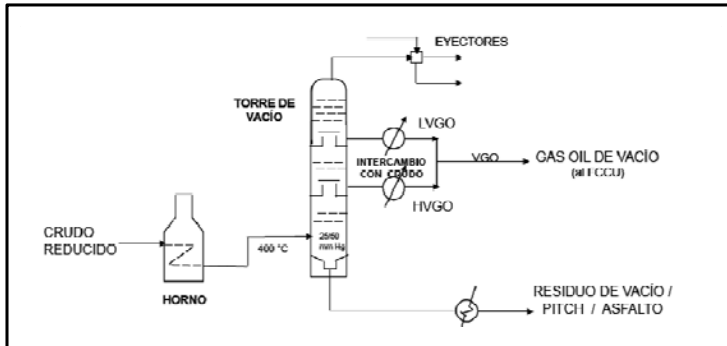 EYECTORES
TORRE DE
VACÍO
LVGO
INTERCAMBIO
CON CRUDO
VGO
GAS OIL DE VACÍO
(al FCCU)
HVGO
CRUDO
REDUCIDO
400 °C
25/50
mm Hg
HORNO
RESIDUO DE VACÍO /
PITCH / ASFALTO